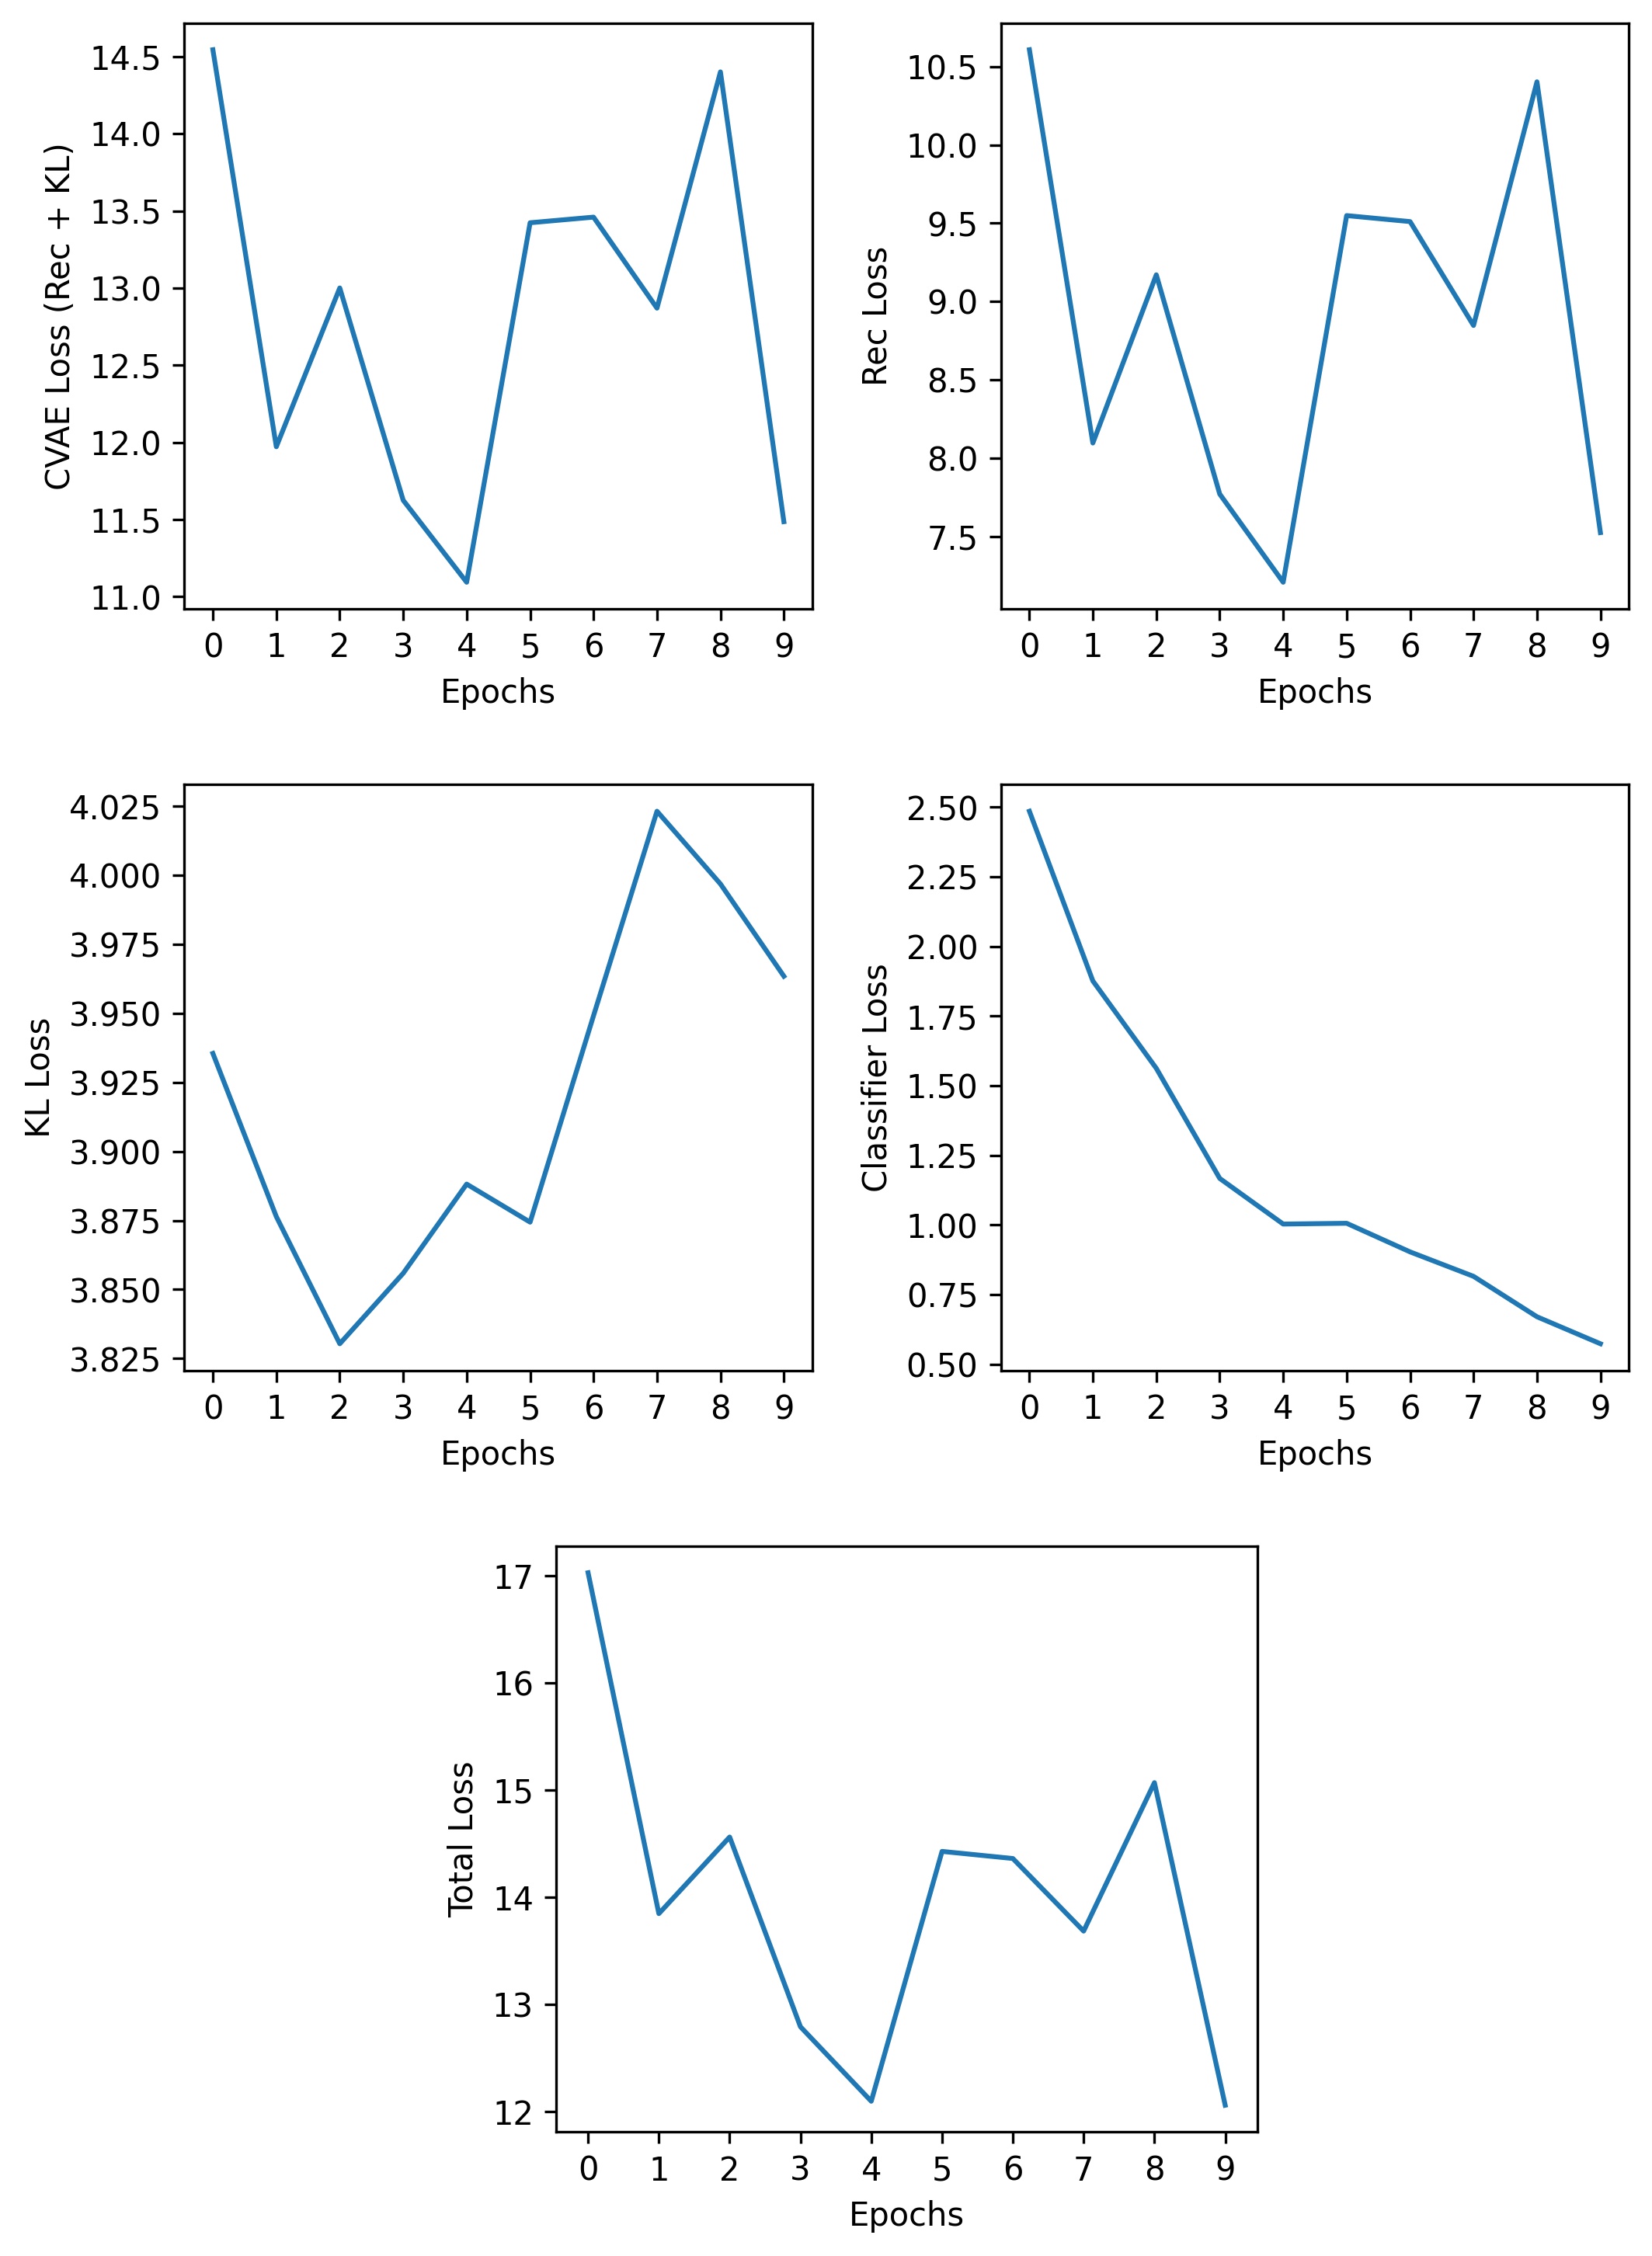 CVAE Loss (Rec + KL)
14.5
14.0
13.5
13.0
12.5
12.0
11.5
11.0
0 1 2 3 4 5 6 7 8 9
Epochs
Rec Loss
10.5
10.0
9.5
9.0
8.5
8.0
7.5
0 1 2 3 4 5 6 7 8 9
Epochs
KL Loss
4.025
4.000
3.975
3.950
3.925
3.900
3.875
3.850
3.825
0 1 2 3 4 5 6 7 8 9
Epochs
Classifier Loss
2.50
2.25
2.00
1.75
1.50
1.25
1.00
0.75
0.50
0 1 2 3 4 5 6 7 8 9
Epochs
Total Loss
17
16
15
14
13
12
0 1 2 3 4 5 6 7 8 9
Epochs